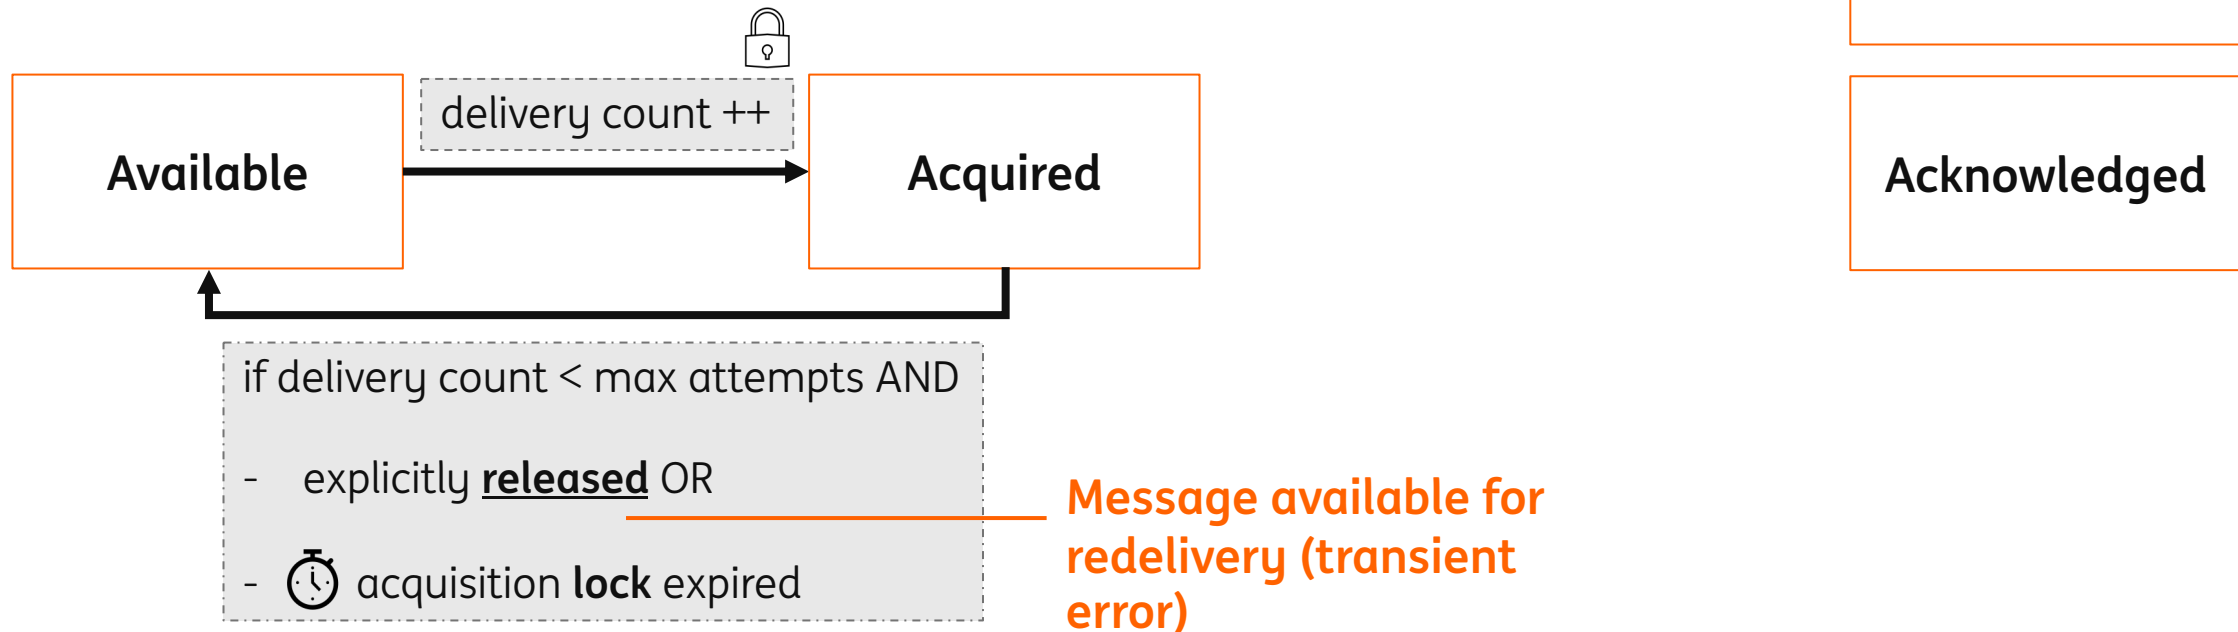 delivery count ++
Available
Acquired
Acknowledged
if delivery count < max attempts AND
- explicitly released OR
- acquisition lock expired
Message available for
redelivery (transient
error)